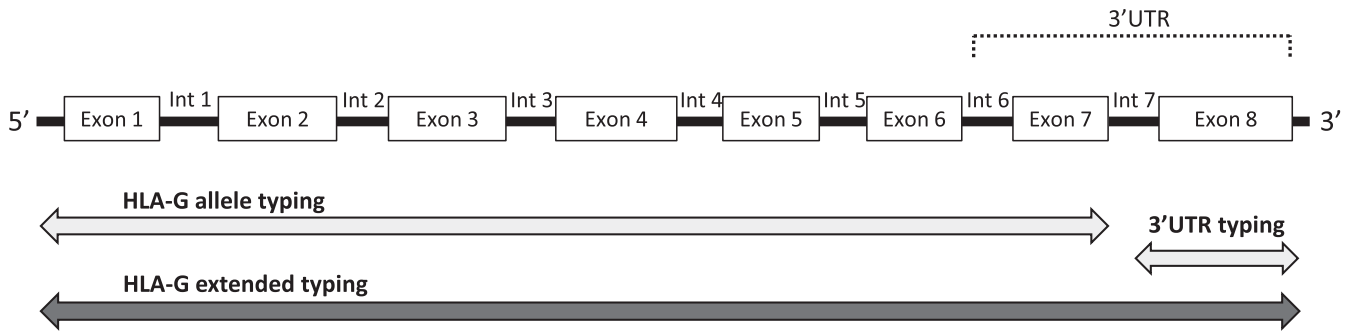 3’UTR
Int 1 Int 2 Int 3 Int 4 Int 5 Int 6 Int 7
5’ Exon 1 Exon 2 Exon 3 Exon 4 Exon 5 Exon 6 Exon 7 Exon 8 3’
HLA-G allele typing
3’UTR typing
HLA-G extended typing